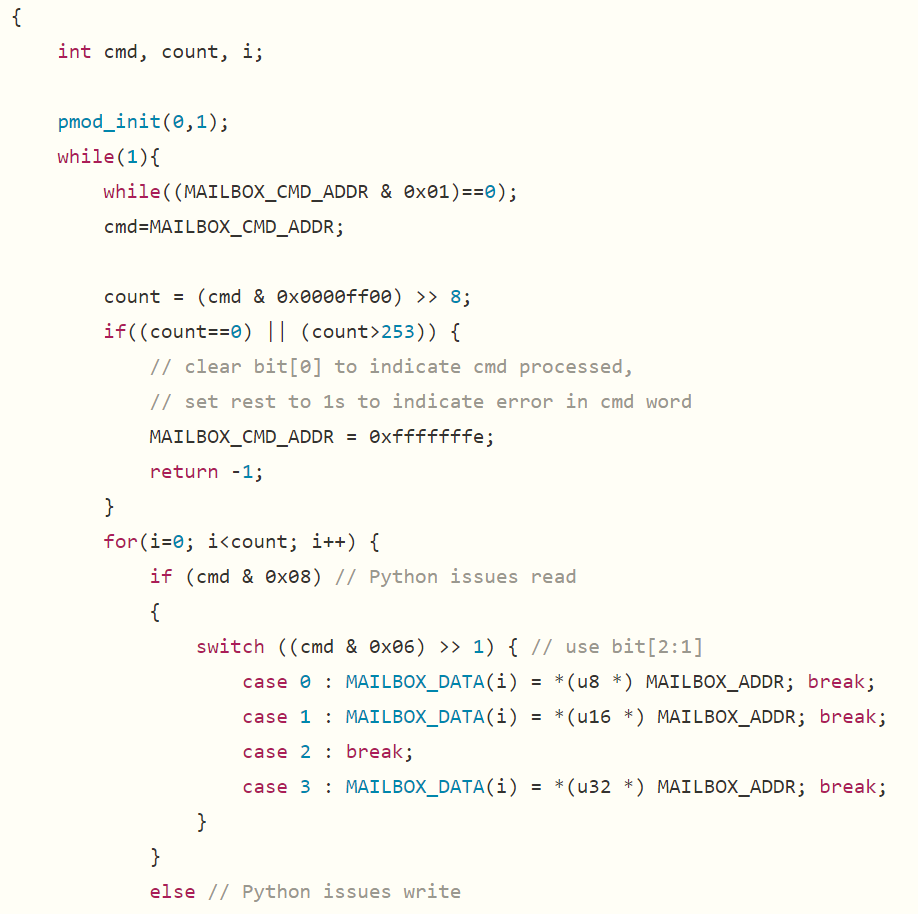 {
    int cmd, count, i;

    pmod_init(0,1);
    while(1){
        while((MAILBOX_CMD_ADDR & 0x01)==0);
        cmd=MAILBOX_CMD_ADDR;

        count = (cmd & 0x0000ff00) >> 8;
        if((count==0) || (count>253)) {
            // clear bit[0] to indicate cmd processed,
            // set rest to 1s to indicate error in cmd word
            MAILBOX_CMD_ADDR = 0xfffffffe;
            return -1;
        }
        for(i=0; i<count; i++) {
            if (cmd & 0x08) // Python issues read
            {
                switch ((cmd & 0x06) >> 1) { // use bit[2:1]
                    case 0 : MAILBOX_DATA(i) = *(u8 *) MAILBOX_ADDR; break;
                    case 1 : MAILBOX_DATA(i) = *(u16 *) MAILBOX_ADDR; break;
                    case 2 : break;
                    case 3 : MAILBOX_DATA(i) = *(u32 *) MAILBOX_ADDR; break;
                }
            }
            else // Python issues write